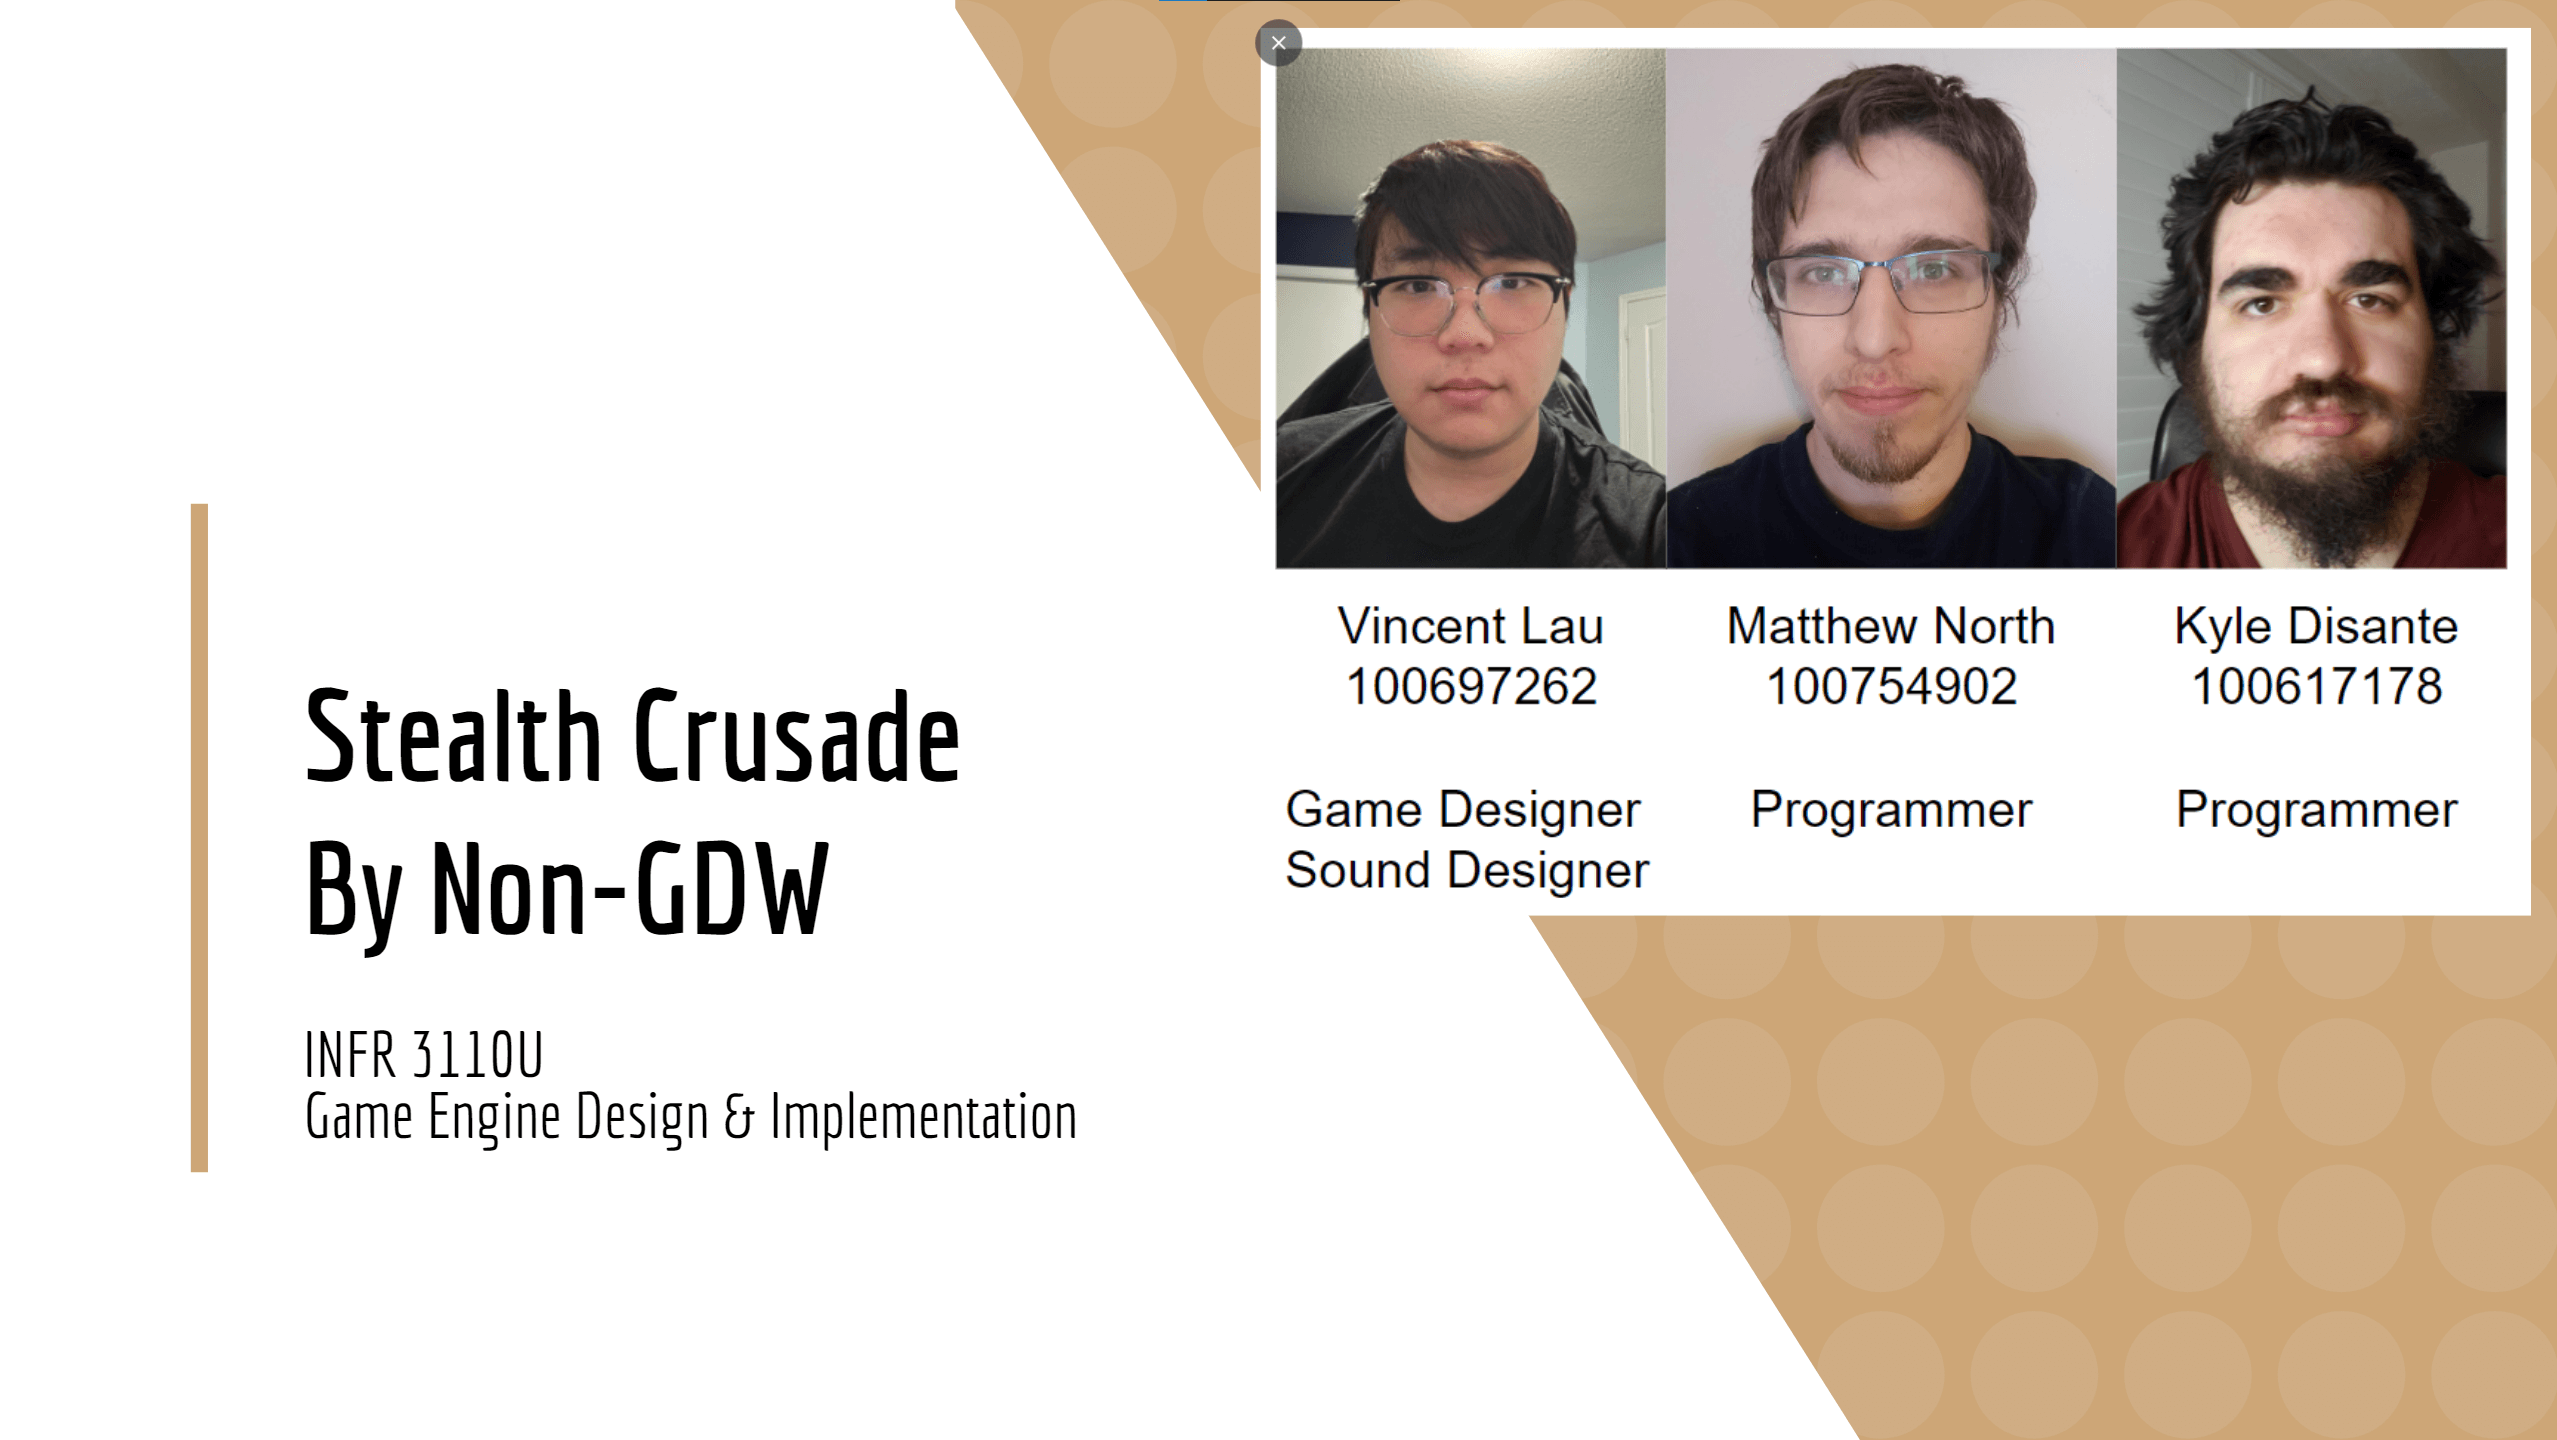 Stealth Crusade
By Non-GDW
INFR 3110U
Game Engine Design & Implementation
Vincent Lau
100697262
Game Designer
Sound Designer
Matthew North
100754902
Programmer
Kyle Disante
100617178
Programmer